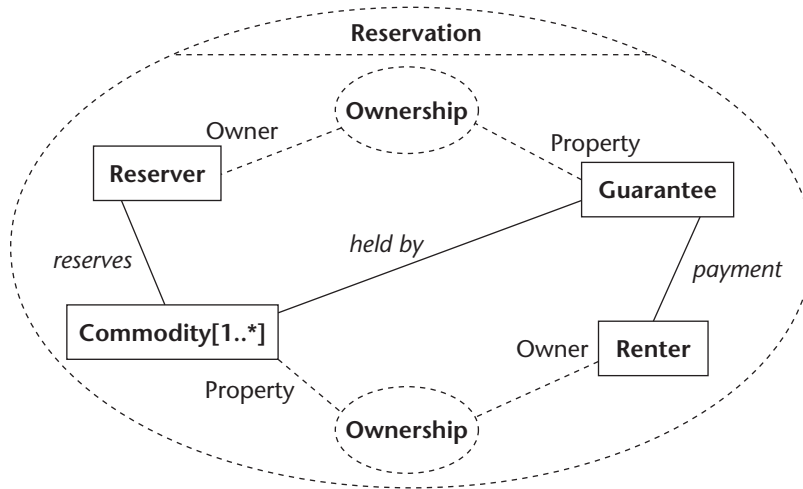 Reservation
Ownership
Owner
Property
Reserver
Guarantee
held by
reserves
payment
Commodity[1..*]
Owner
Renter
Property
Ownership